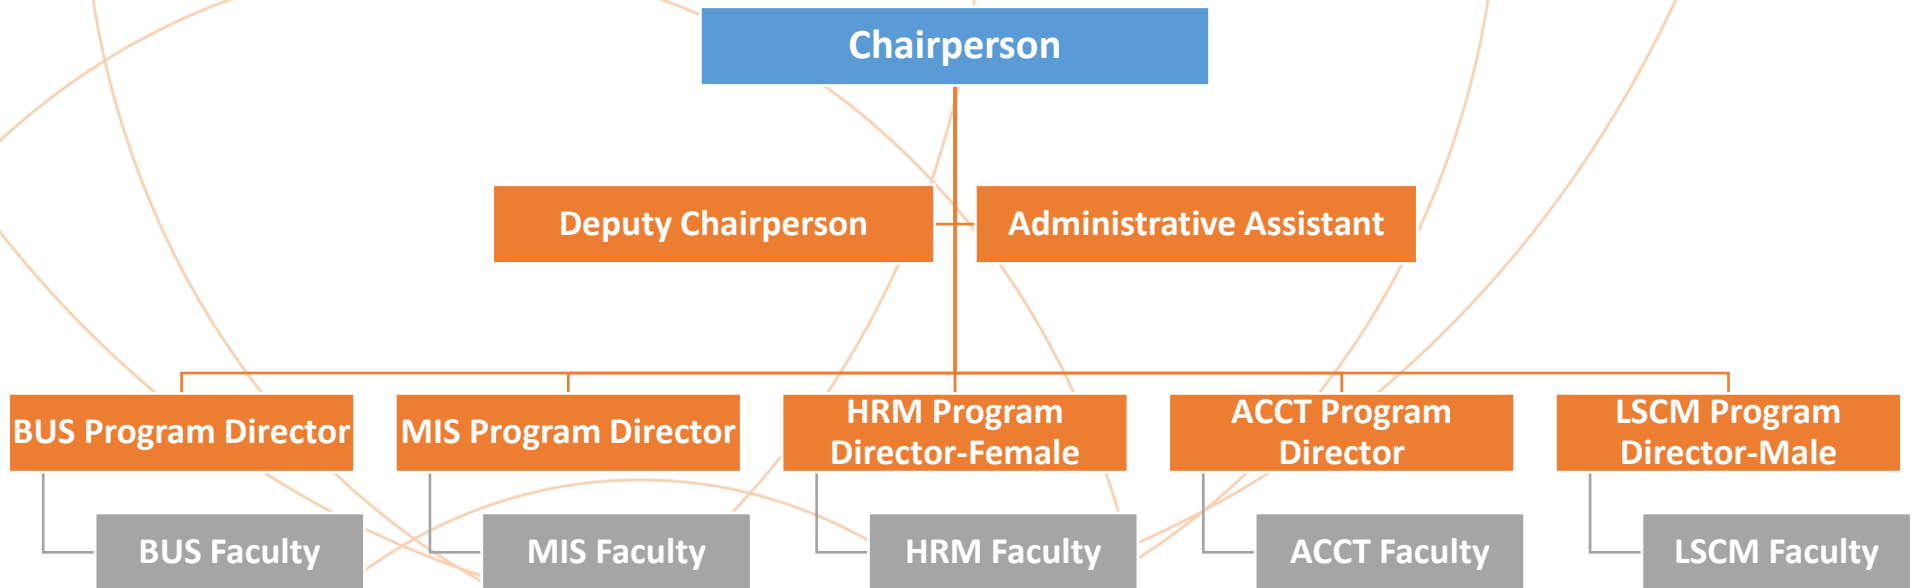 Chairperson
Deputy Chairperson
Administrative Assistant
BUS Program Director
MIS Program Director
HRM Program
Director-Female
ACCT Program
Director
LSCM Program
Director-Male
BUS Faculty
MIS Faculty
HRM Faculty
ACCT Faculty
LSCM Faculty